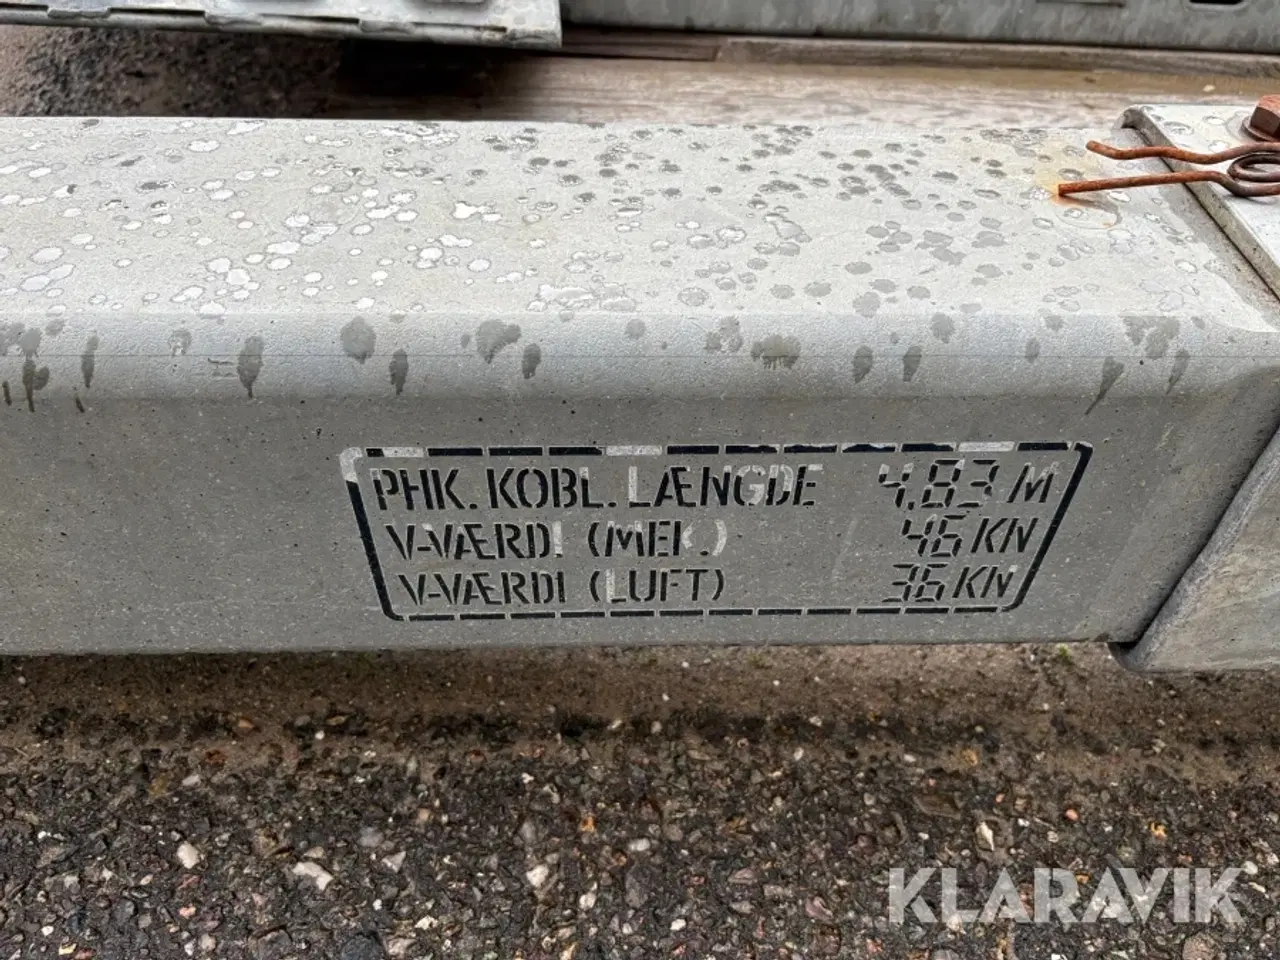 PHK. KOBL. LÆNGDE 4,83 M
V-VÆRDI (MEK.) 46 KN
V-VÆRDI (LUFT) 36 KN
KLARAVIK